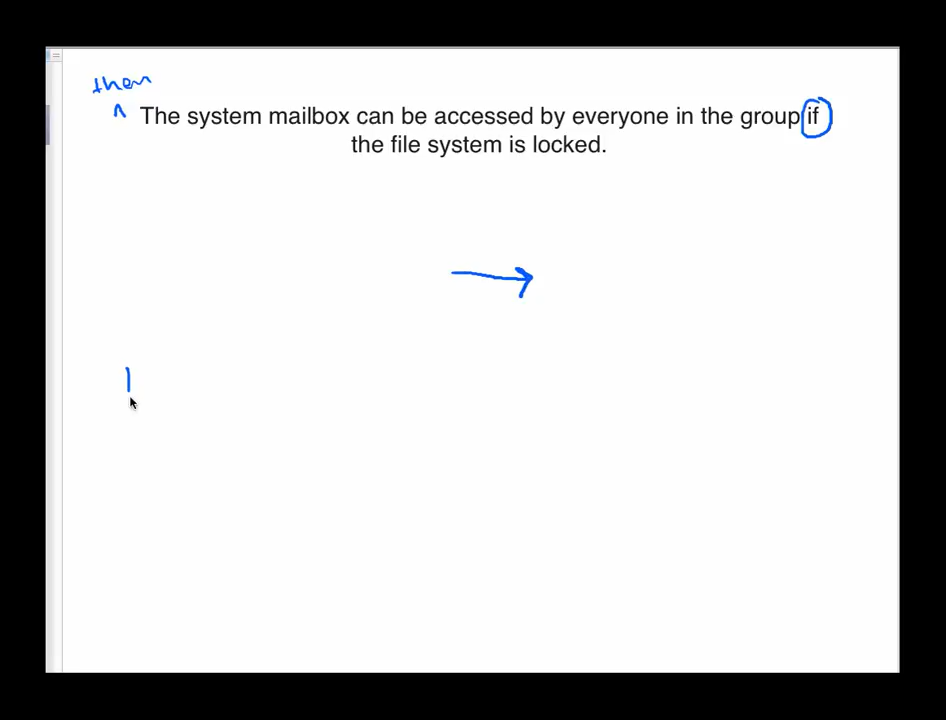 then
^ The system mailbox can be accessed by everyone in the group if
the file system is locked.